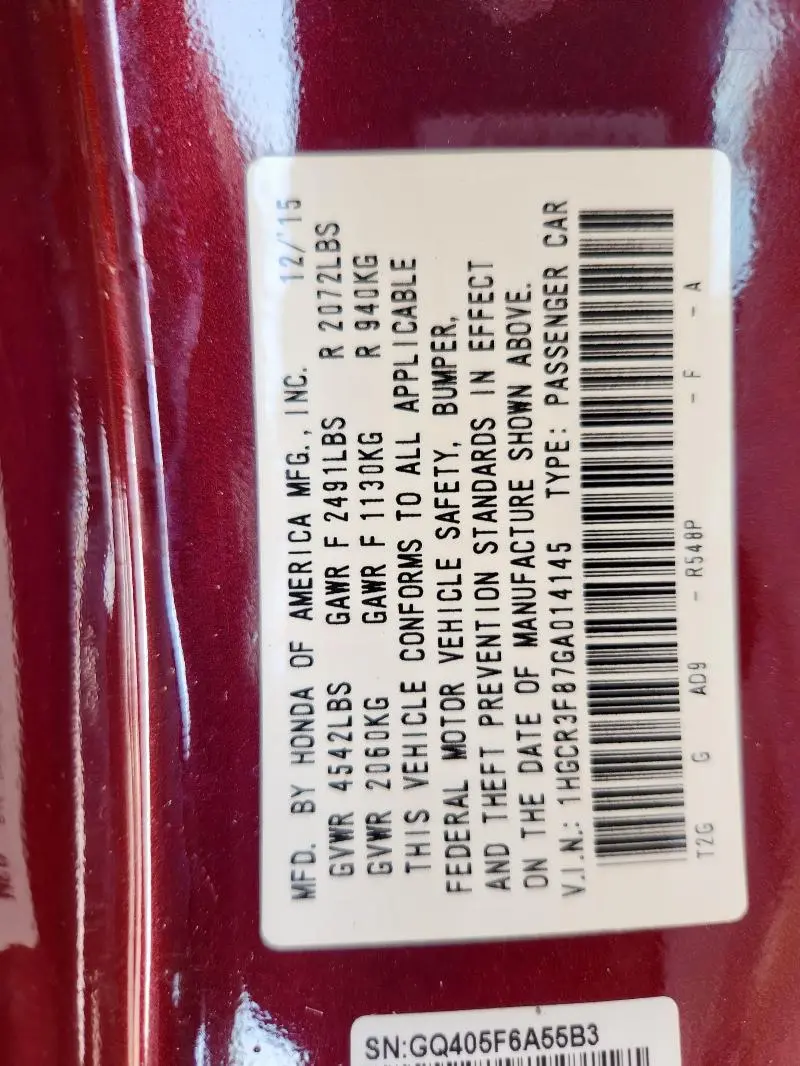 MFD. BY HONDA OF AMERICA MFG., INC. 12/'15
GVWR 4542LBS GAWR F 2491LBS R 2072LBS
GVWR 2060KG GAWR F 1130KG R 940KG
THIS VEHICLE CONFORMS TO ALL APPLICABLE
FEDERAL MOTOR VEHICLE SAFETY, BUMPER,
AND THEFT PREVENTION STANDARDS IN EFFECT
ON THE DATE OF MANUFACTURE SHOWN ABOVE.
V.I.N.: 1HGCR3F87GA014145 TYPE: PASSENGER CAR
T2G G AD9 - R548P - F - A
SN:GQ405F6A55B3